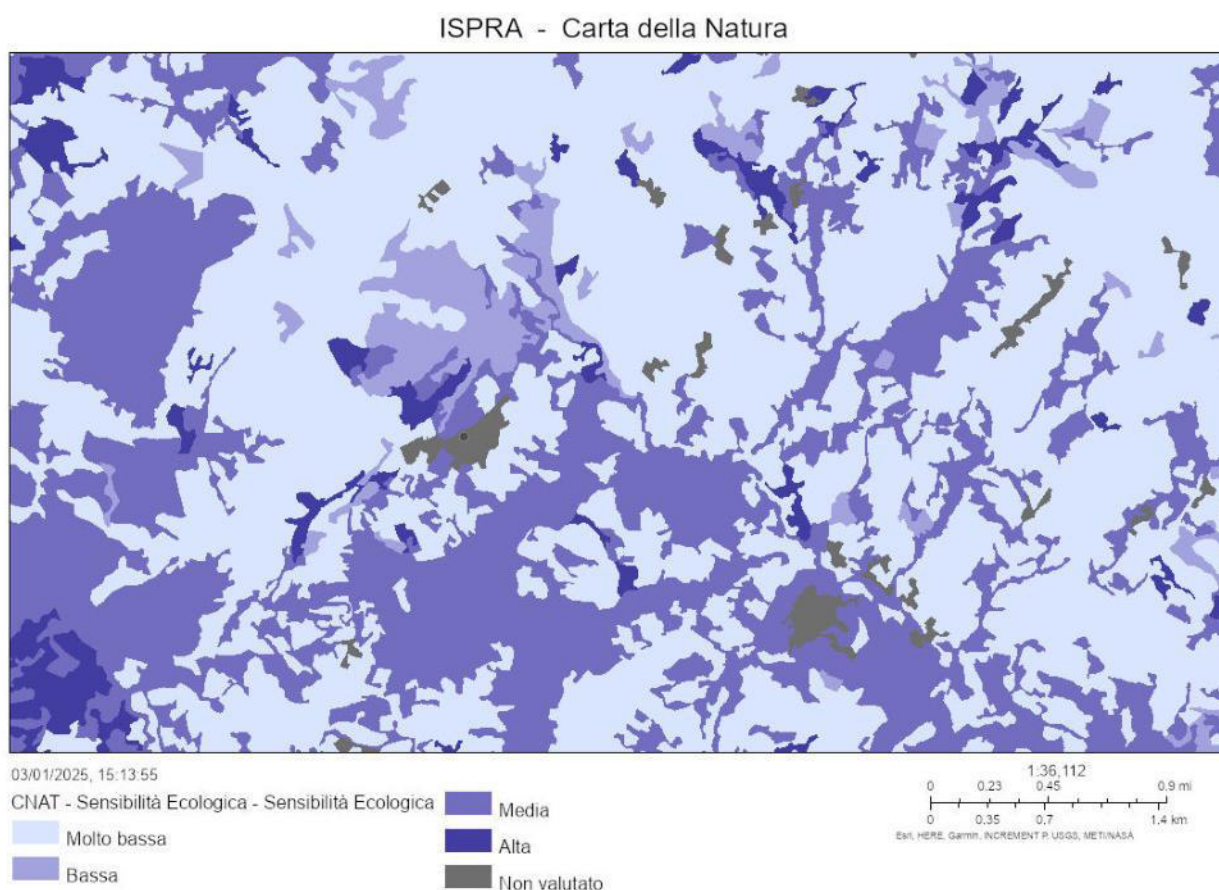 ISPRA - Carta della Natura
03/01/2025, 15:13:55
CNAT - Sensibilità Ecologica - Sensibilità Ecologica
Molto bassa
Bassa
Media
Alta
Non valutato
1:36,112
0 0.23 0.45 0.9 mi
0 0.35 0.7 1.4 km
Esri, HERE, Garmin, INCREMENT P, USGS, METI/NASA